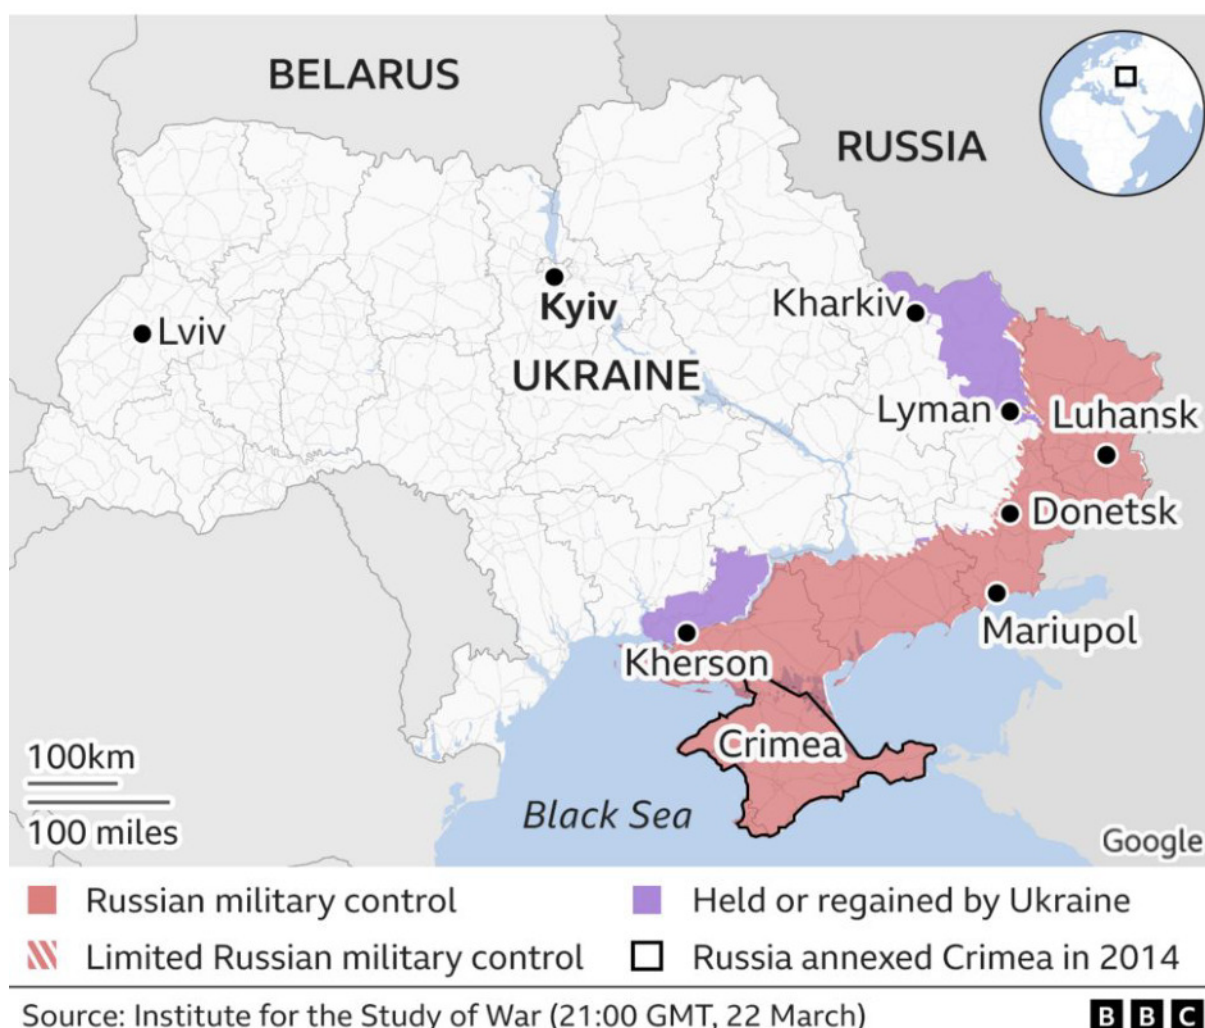 BELARUS
RUSSIA
Kyiv
Kharkiv
Lviv
UKRAINE
Lyman
Luhansk
Donetsk
Mariupol
Kherson
Crimea
100km
100 miles
Black Sea
Google
Russian military control
Held or regained by Ukraine
Limited Russian military control
Russia annexed Crimea in 2014
Source: Institute for the Study of War (21:00 GMT, 22 March)
BBC